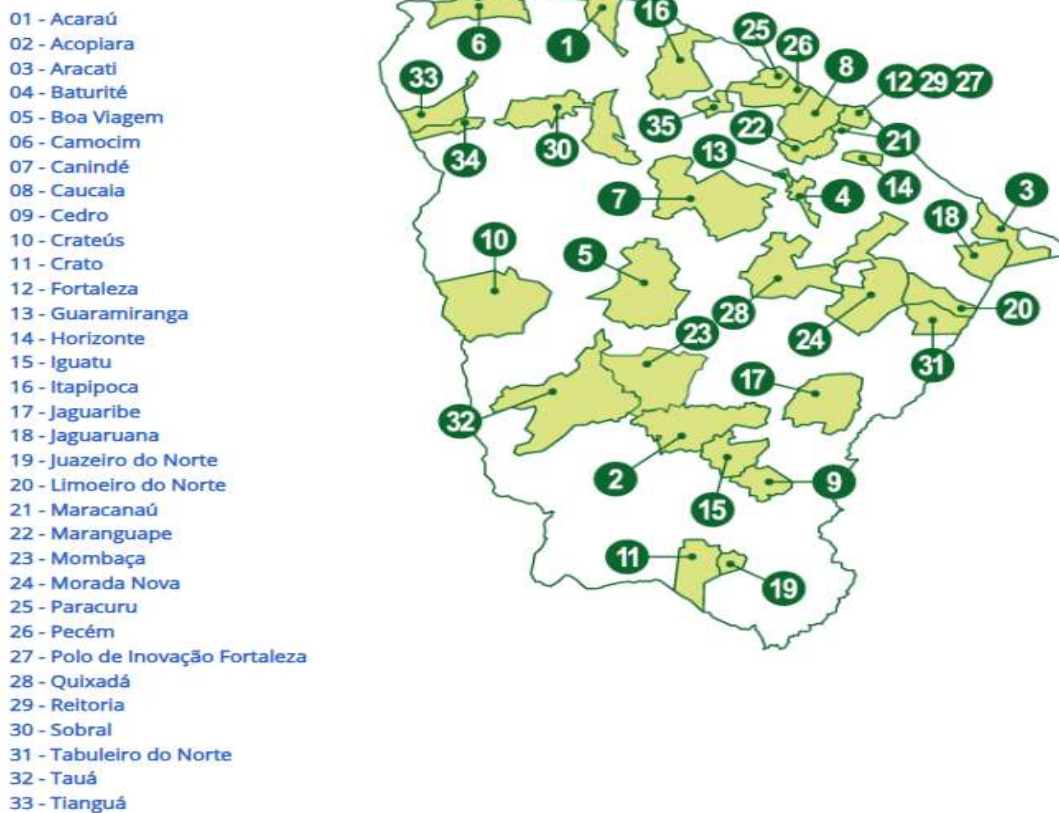 01 - Acaraú
02 - Acopiara
03 - Aracati
04 - Baturité
05 - Boa Viagem
06 - Camocim
07 - Canindé
08 - Caucaia
09 - Cedro
10 - Crateús
11 - Crato
12 - Fortaleza
13 - Guaramiranga
14 - Horizonte
15 - Iguatu
16 - Itapipoca
17 - Jaguaribe
18 - Jaguaruana
19 - Juazeiro do Norte
20 - Limoeiro do Norte
21 - Maracanaú
22 - Maranguape
23 - Mombaça
24 - Morada Nova
25 - Paracuru
26 - Pecém
27 - Polo de Inovação Fortaleza
28 - Quixadá
29 - Reitoria
30 - Sobral
31 - Tabuleiro do Norte
32 - Tauá
33 - Tianguá
16
6
1
25
26
8
12 29 27
33
35
22
21
34
30
13
14
7
4
3
18
10
5
28
20
23
24
31
17
32
2
15
9
11
19